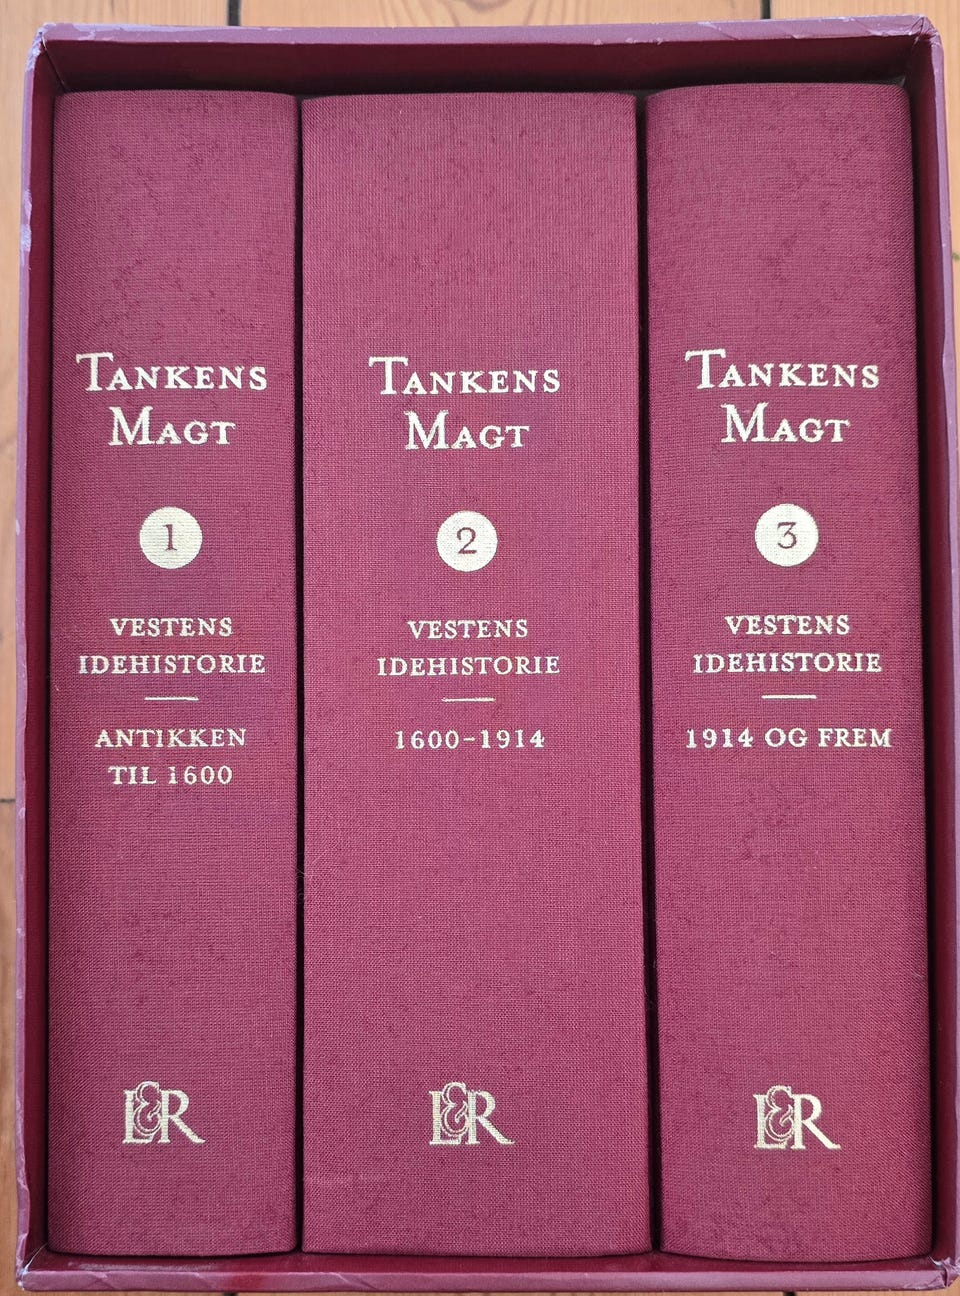 TANKENS
MAGT
1
VESTENS
IDEHISTORIE
ANTIKKEN
TIL 1600
L&R
TANKENS
MAGT
2
VESTENS
IDEHISTORIE
1600-1914
L&R
TANKENS
MAGT
3
VESTENS
IDEHISTORIE
1914 OG FREM
L&R